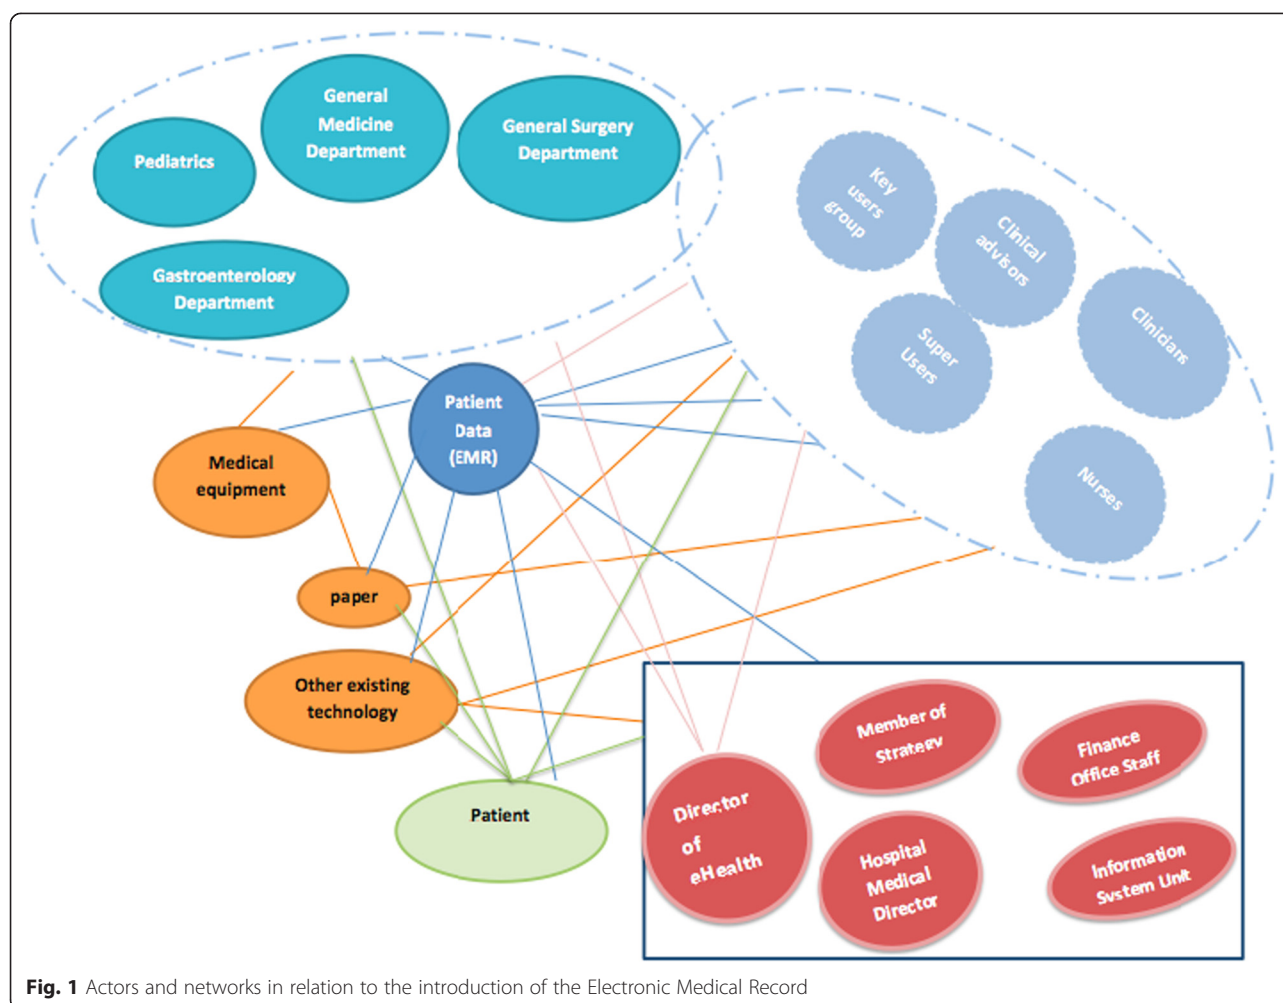 General
Medicine
Department
General Surgery
Department
Pediatrics
Gastroenterology
Department
Key
users
group
Clinical
advisors
Clinicians
Super
Users
Nurses
Patient
Data
(EMR)
Medical
equipment
paper
Other existing
technology
Patient
Director
of
eHealth
Member of
Strategy
Finance
Office Staff
Hospital
Medical
Director
Information
System Unit
Fig. 1 Actors and networks in relation to the introduction of the Electronic Medical Record